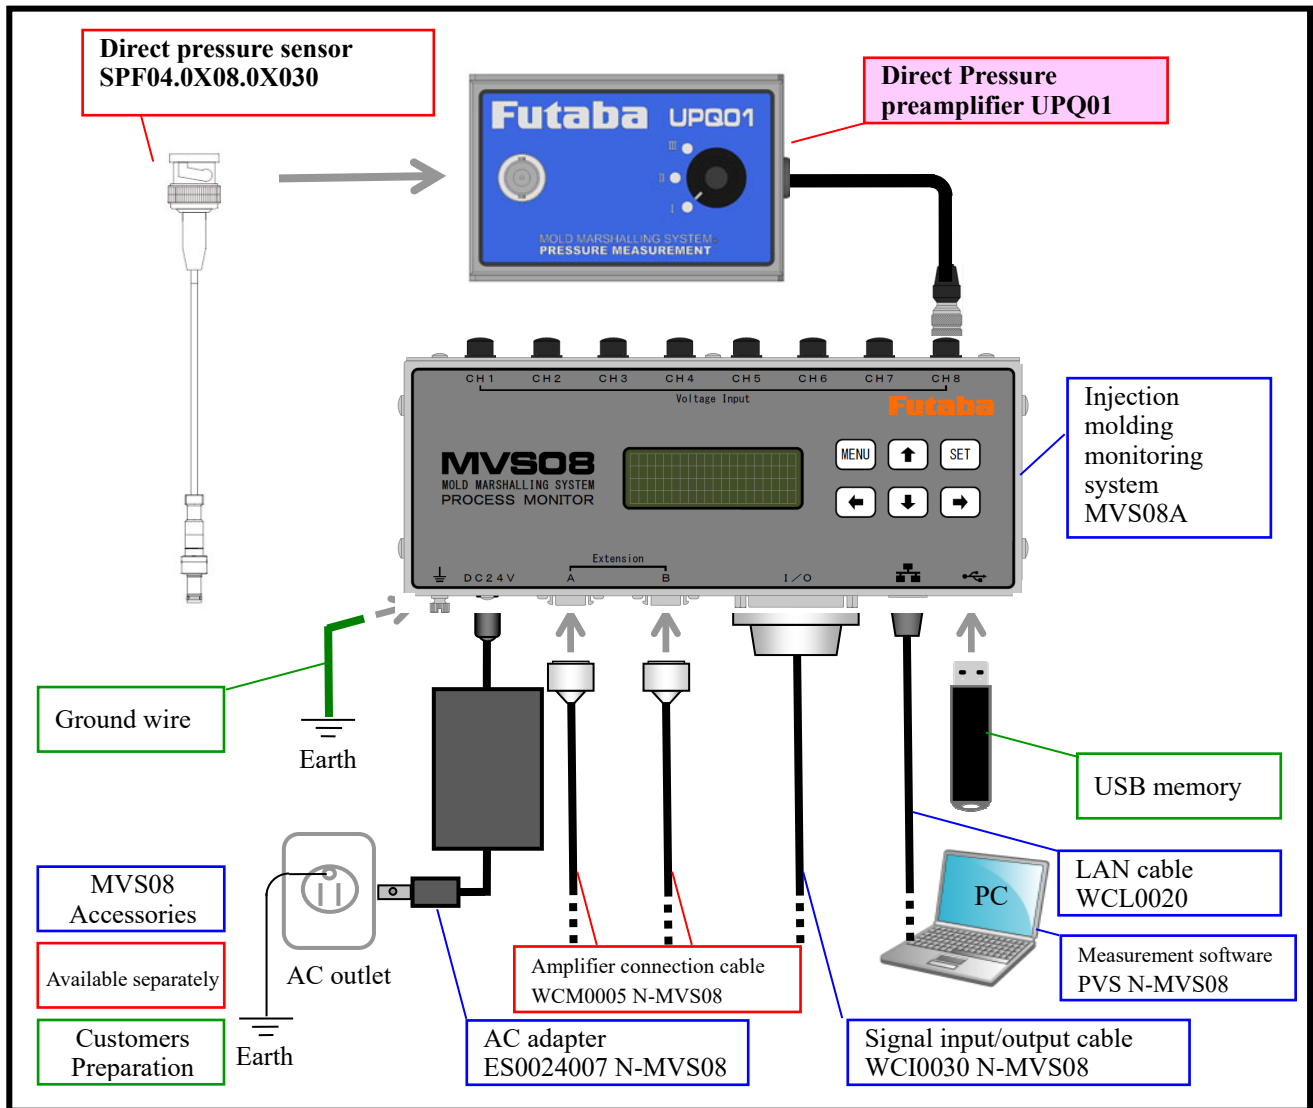 Direct pressure sensor
SPF04.0X08.0X030
Direct Pressure
preamplifier UPQ01
Futaba UPQ01
III
II
I
MOLD MARSHALLING SYSTEM
PRESSURE MEASUREMENT
CH1 CH2 CH3 CH4 CH5 CH6 CH7 CH8
Voltage Input
Futaba
MVS08
MOLD MARSHALLING SYSTEM
PROCESS MONITOR
MENU
SET
Extension
DC24V A B I/O
Injection
molding
monitoring
system
MVS08A
Ground wire
Earth
USB memory
MVS08
Accessories
Available separately
Customers
Preparation
AC outlet
Earth
Amplifier connection cable
WCM0005 N-MVS08
AC adapter
ES0024007 N-MVS08
PC
LAN cable
WCL0020
Measurement software
PVS N-MVS08
Signal input/output cable
WCI0030 N-MVS08